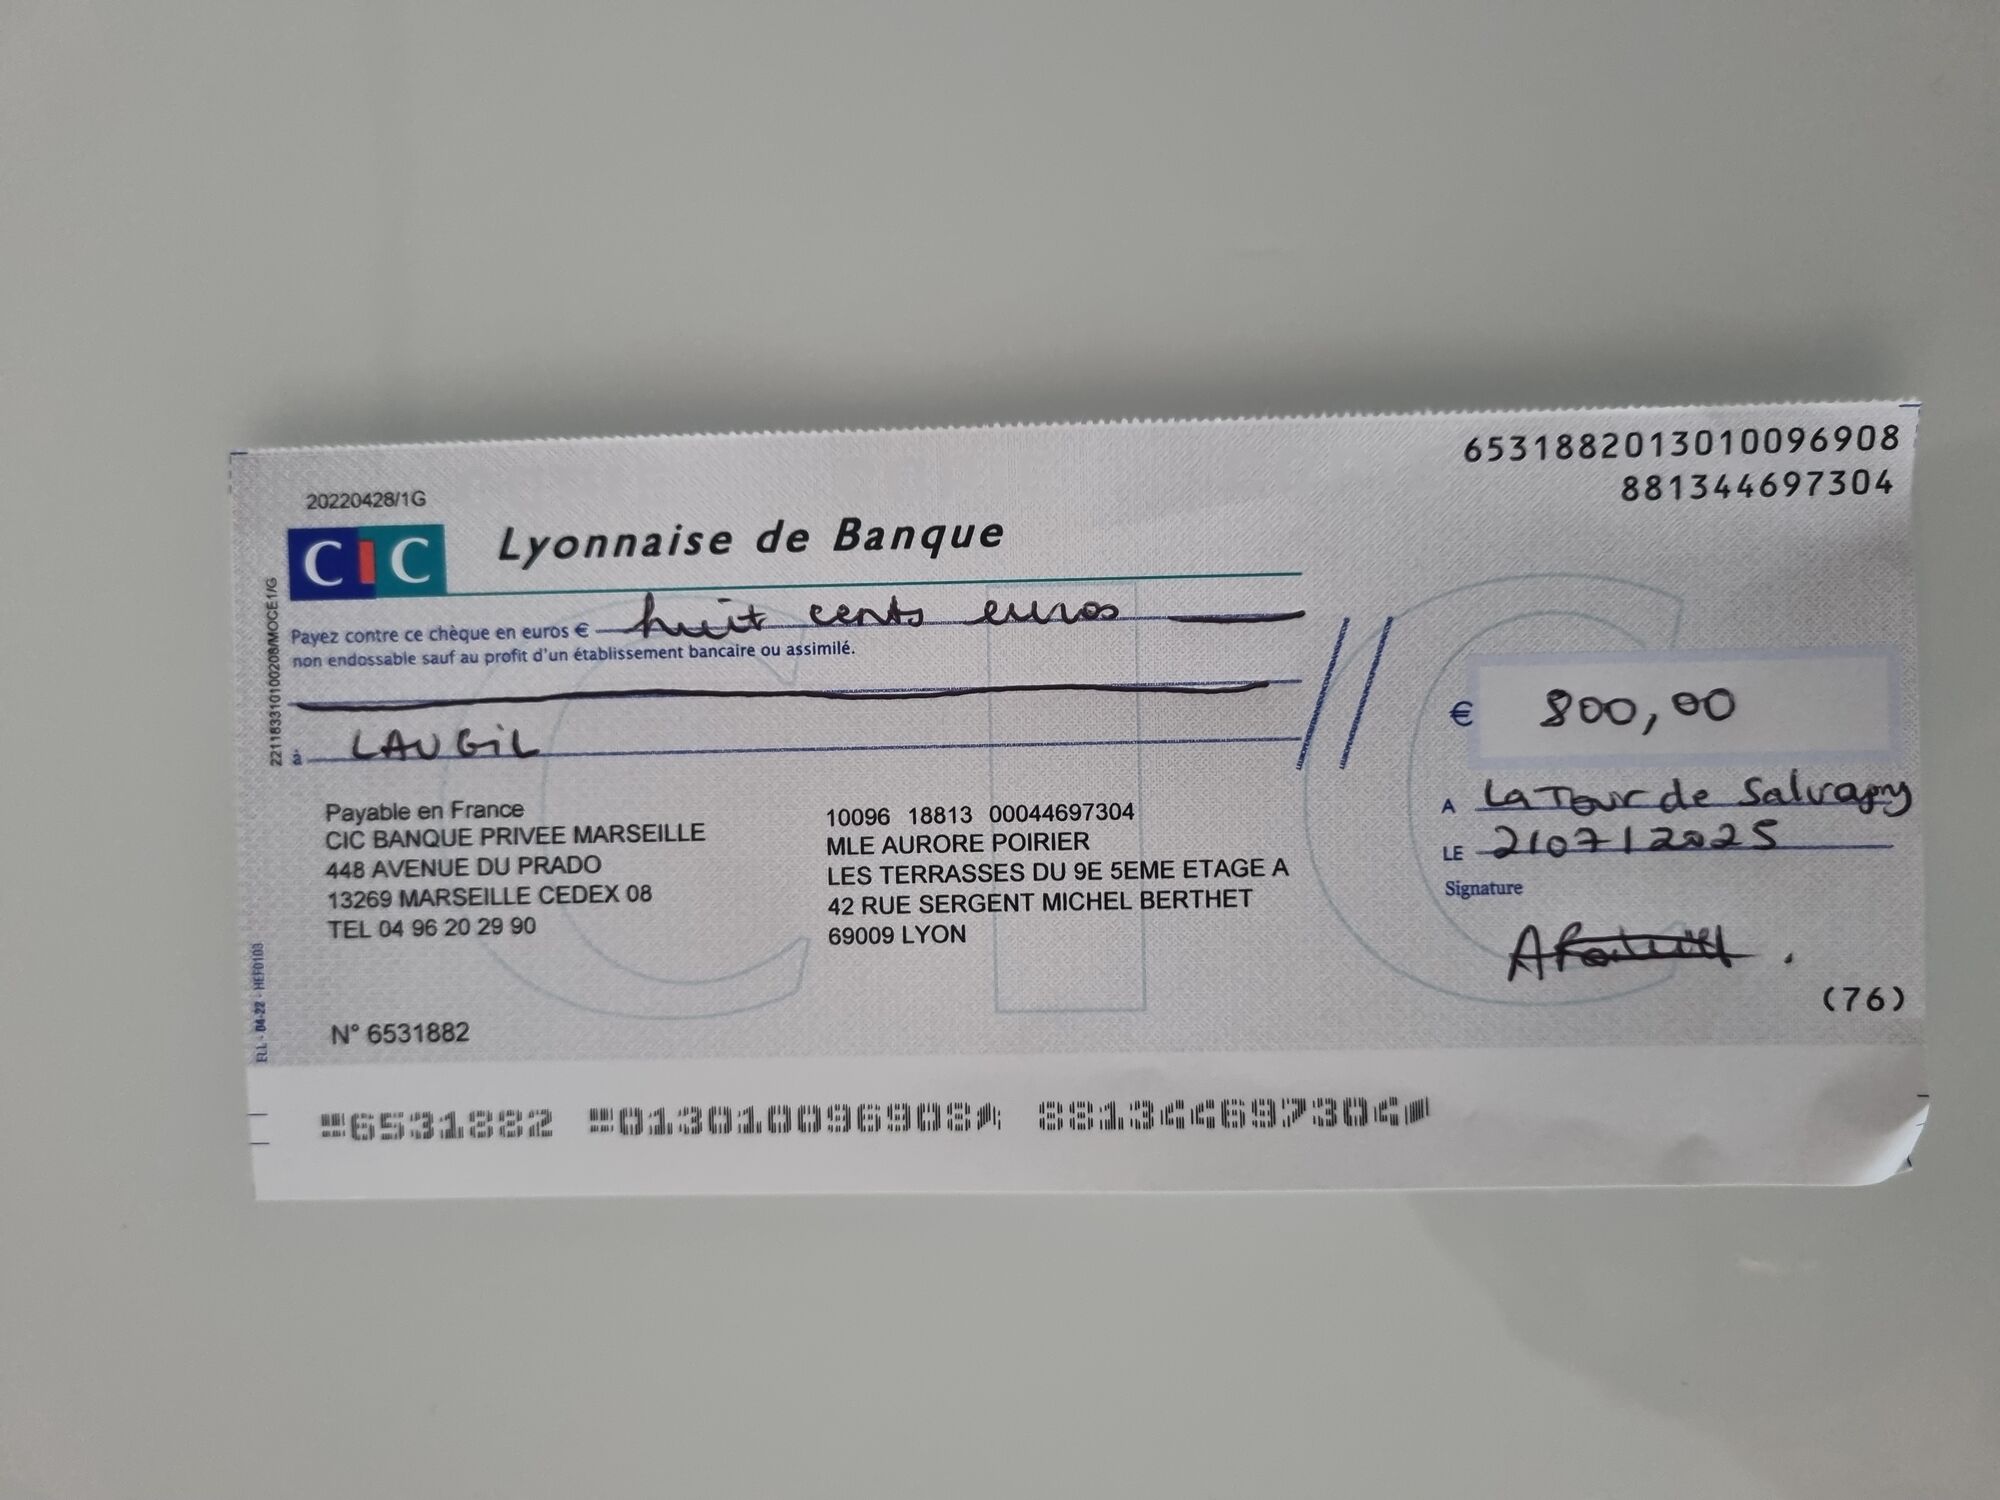 6531882013010096908
881344697304
20220428/1G
CIC Lyonnaise de Banque
Payez contre ce chèque en euros € huit cents euros
non endossable sauf au profit d'un établissement bancaire ou assimilé.
à LAUGIL
€ 800,00
A La Tour de Salvagny
LE 210712025
Signature
Payable en France
CIC BANQUE PRIVEE MARSEILLE
448 AVENUE DU PRADO
13269 MARSEILLE CEDEX 08
TEL 04 96 20 29 90
10096 18813 00044697304
MLE AURORE POIRIER
LES TERRASSES DU 9E 5EME ETAGE A
42 RUE SERGENT MICHEL BERTHET
69009 LYON
(76)
N° 6531882
6531882 013010096908 881344697304
221183310100208/MOCE1/G